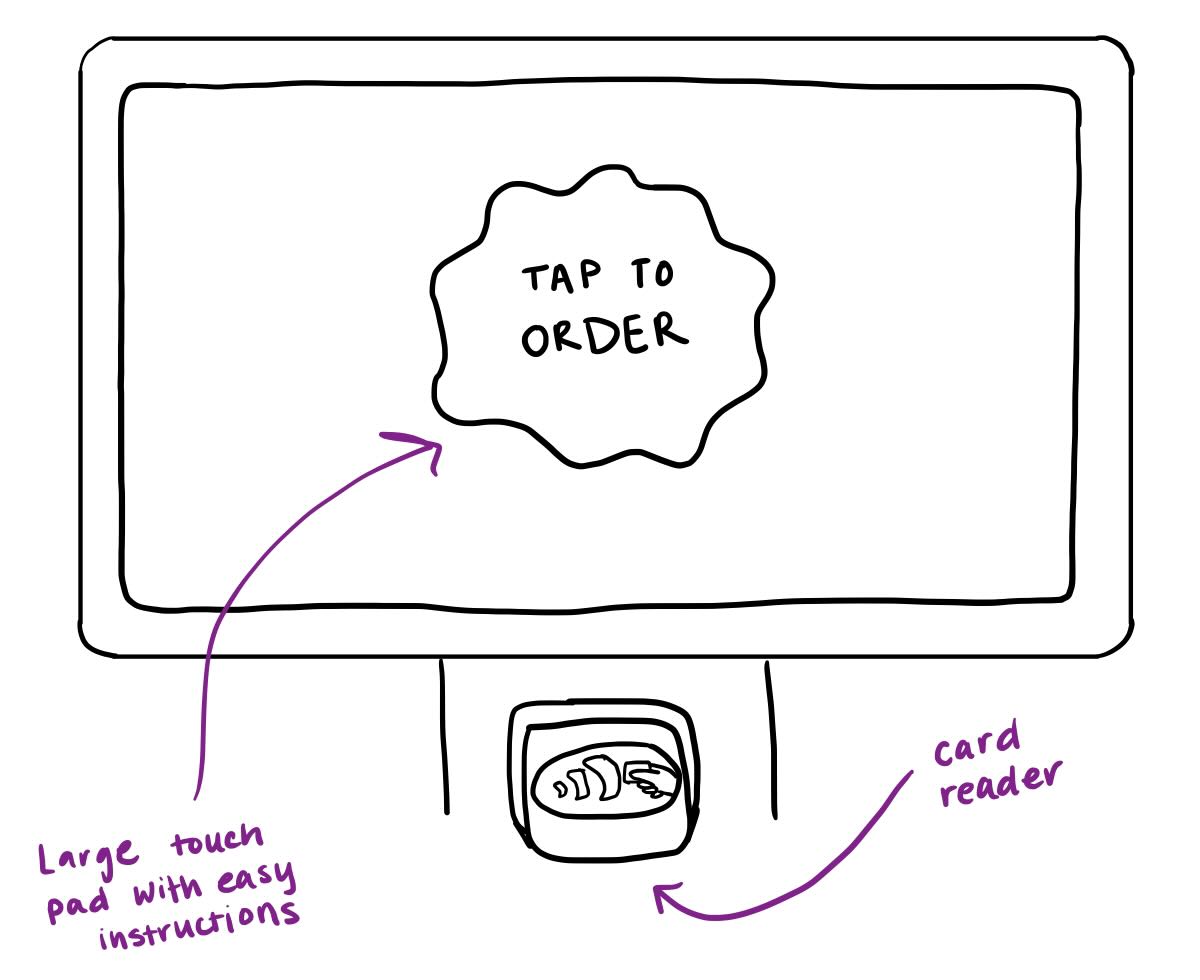 TAP TO
ORDER
card
reader
Large touch
pad with easy
instructions